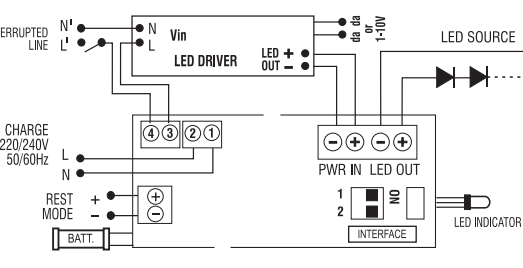 N' N
Vin
ERRUPTED
LINE
L' L
LED DRIVER
LED +
OUT −
da da
or
1-10V
LED SOURCE
4 3 2 1
− + − +
PWR IN LED OUT
CHARGE
220/240V
50/60Hz
L
N
REST
MODE
+
−
+
−
1
2
NO
INTERFACE
LED INDICATOR
BATT.